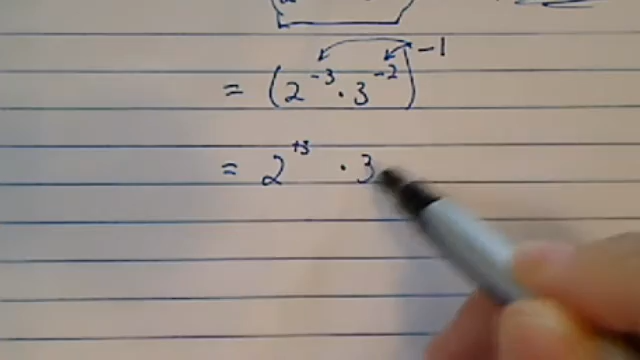 = (2⁻³ · 3⁻²)⁻¹
= 2⁺³ · 3